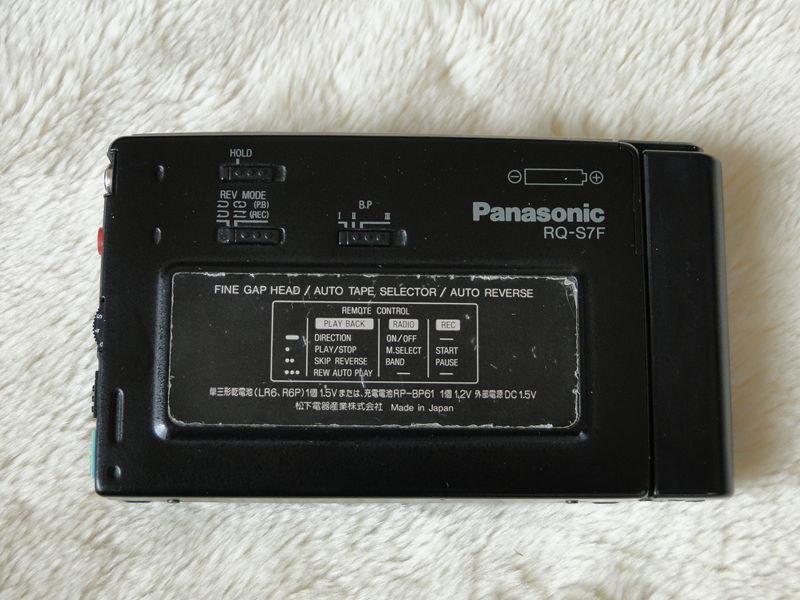 HOLD
REV MODE
(P.B)
(REC)
B.P
I II III
Panasonic
RQ-S7F
FINE GAP HEAD / AUTO TAPE SELECTOR / AUTO REVERSE
REMOTE CONTROL
PLAY BACK RADIO REC
DIRECTION ON/OFF —
PLAY/STOP M.SELECT START
SKIP REVERSE BAND PAUSE
REW AUTO PLAY — —
単三形乾電池(LR6、R6P)1個1.5Vまたは、充電電池RP-BP61 1個1.2V 外部電源DC1.5V
松下電器産業株式会社 Made in Japan